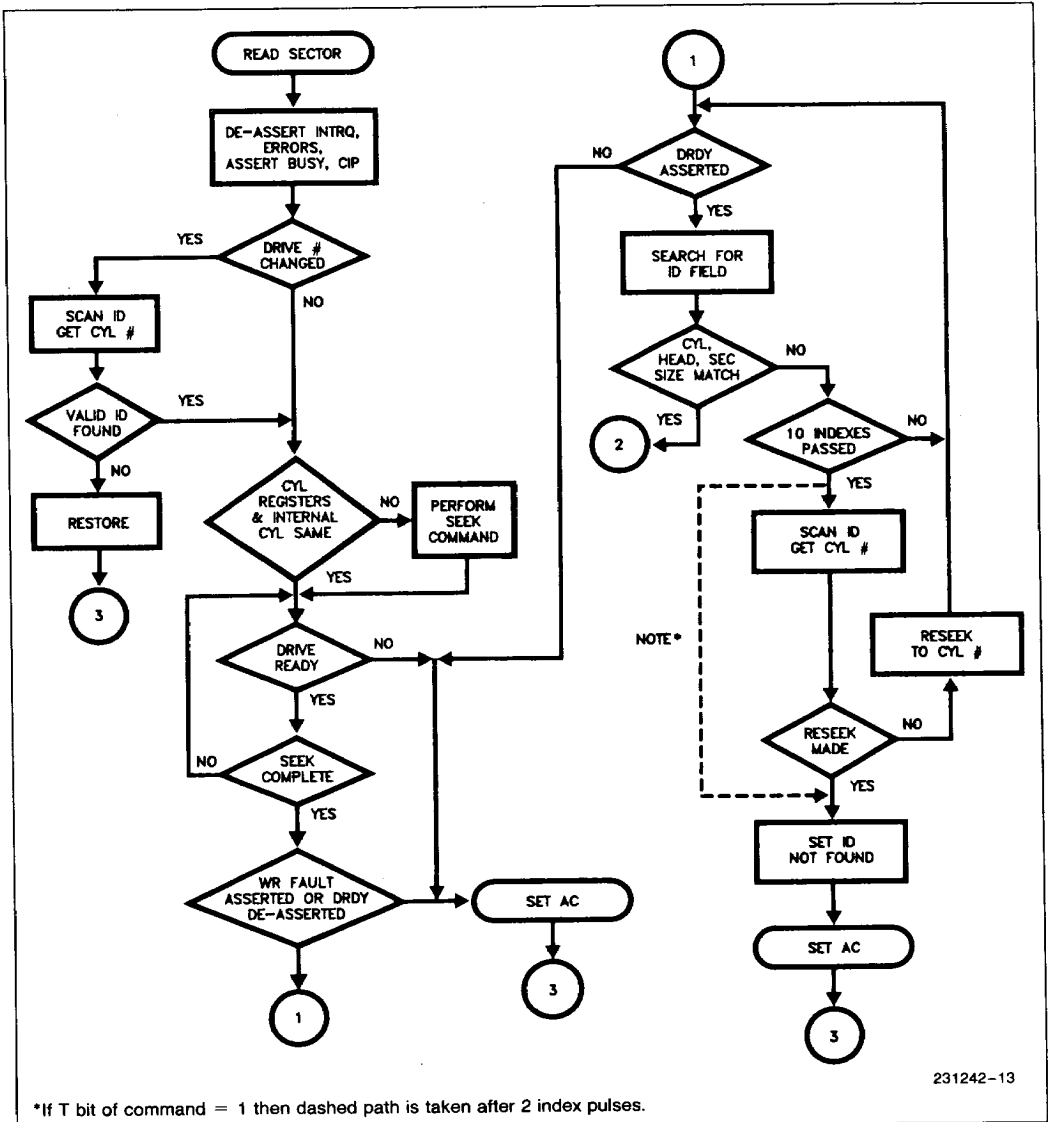 READ SECTOR
DE-ASSERT INTRQ,
ERRORS,
ASSERT BUSY, CIP
DRIVE #
CHANGED
YES
NO
SCAN ID
GET CYL #
VALID ID
FOUND
YES
NO
RESTORE
3
CYL
REGISTERS
& INTERNAL
CYL SAME
NO
PERFORM
SEEK
COMMAND
YES
DRIVE
READY
NO
YES
SEEK
COMPLETE
NO
YES
WR FAULT
ASSERTED OR DRDY
DE-ASSERTED
SET AC
3
1
1
DRDY
ASSERTED
NO
YES
SEARCH FOR
ID FIELD
CYL,
HEAD, SEC
SIZE MATCH
NO
YES
2
10 INDEXES
PASSED
NO
YES
SCAN ID
GET CYL #
NOTE*
RESEEK
TO CYL #
RESEEK
MADE
NO
YES
SET ID
NOT FOUND
SET AC
3
231242-13
*If T bit of command = 1 then dashed path is taken after 2 index pulses.